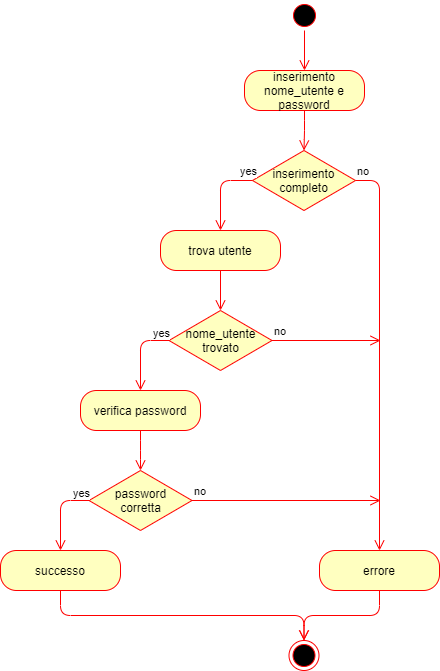 inserimento
nome_utente e
password
yes
inserimento
completo
no
trova utente
yes
nome_utente
trovato
no
verifica password
yes
password
corretta
no
successo
errore